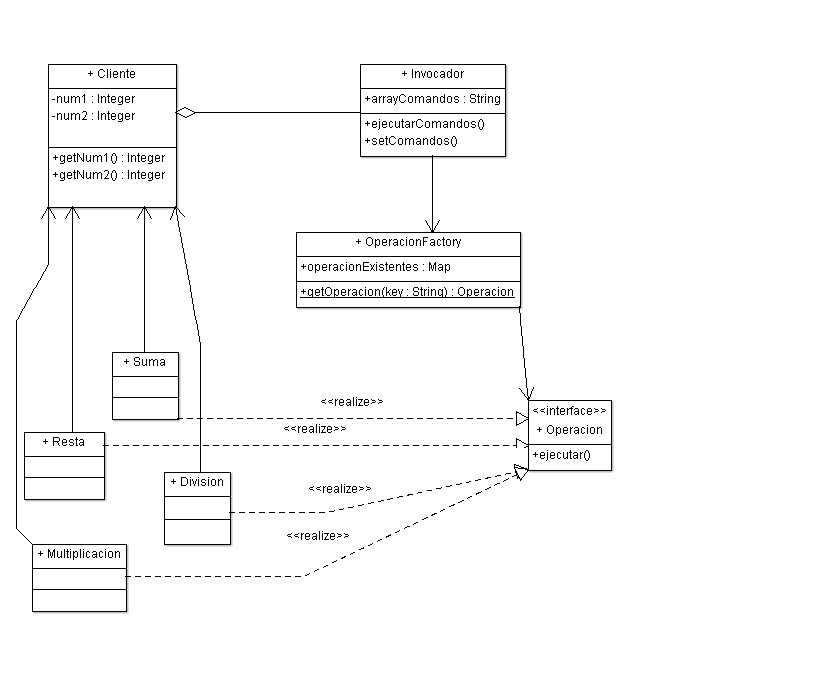 + Cliente
-num1 : Integer
-num2 : Integer
+getNum1() : Integer
+getNum2() : Integer
+ Invocador
+arrayComandos : String
+ejecutarComandos()
+setComandos()
+ OperacionFactory
+operacionExistentes : Map
+getOperacion(key : String) : Operacion
+ Suma
<<realize>>
<<interface>>
+ Operacion
+ejecutar()
<<realize>>
+ Resta
+ Division
<<realize>>
<<realize>>
+ Multiplicacion